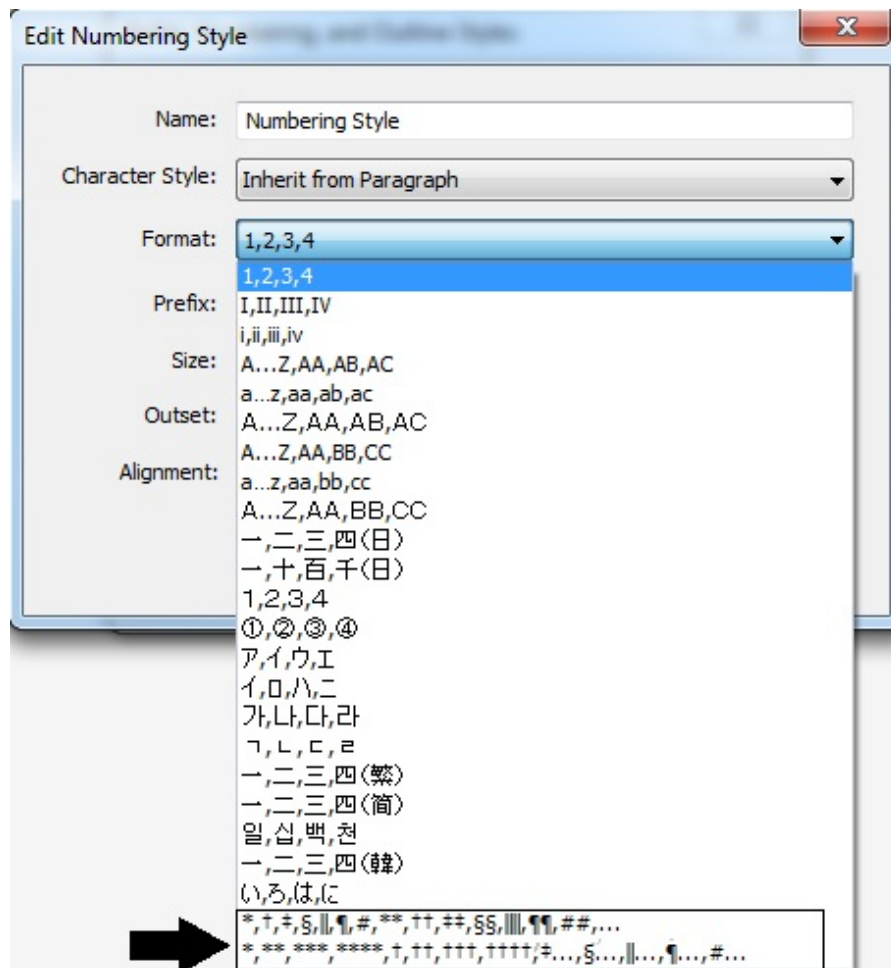 Edit Numbering Style
Name: Numbering Style
Character Style: Inherit from Paragraph
Format: 1,2,3,4
1,2,3,4
Prefix:
I,II,III,IV
i,ii,iii,iv
Size:
A...Z,AA,AB,AC
a...z,aa,ab,ac
Outset:
A...Z,AA,AB,AC
A...Z,AA,BB,CC
Alignment:
a...z,aa,bb,cc
A...Z,AA,BB,CC
一,二,三,四(日)
一,十,百,千(日)
1,2,3,4
①,②,③,④
ア,イ,ウ,エ
イ,ロ,ハ,ニ
가,나,다,라
ㄱ,ㄴ,ㄷ,ㄹ
一,二,三,四(繁)
一,二,三,四(简)
일,십,백,천
一,二,三,四(韓)
い,ろ,は,に
*,†,‡,§,||,¶,#,**,††,‡‡,§§,||||,¶¶,##,...
*,**,***,****,†,††,†††,††††,‡...,§...,||...,¶...,#...